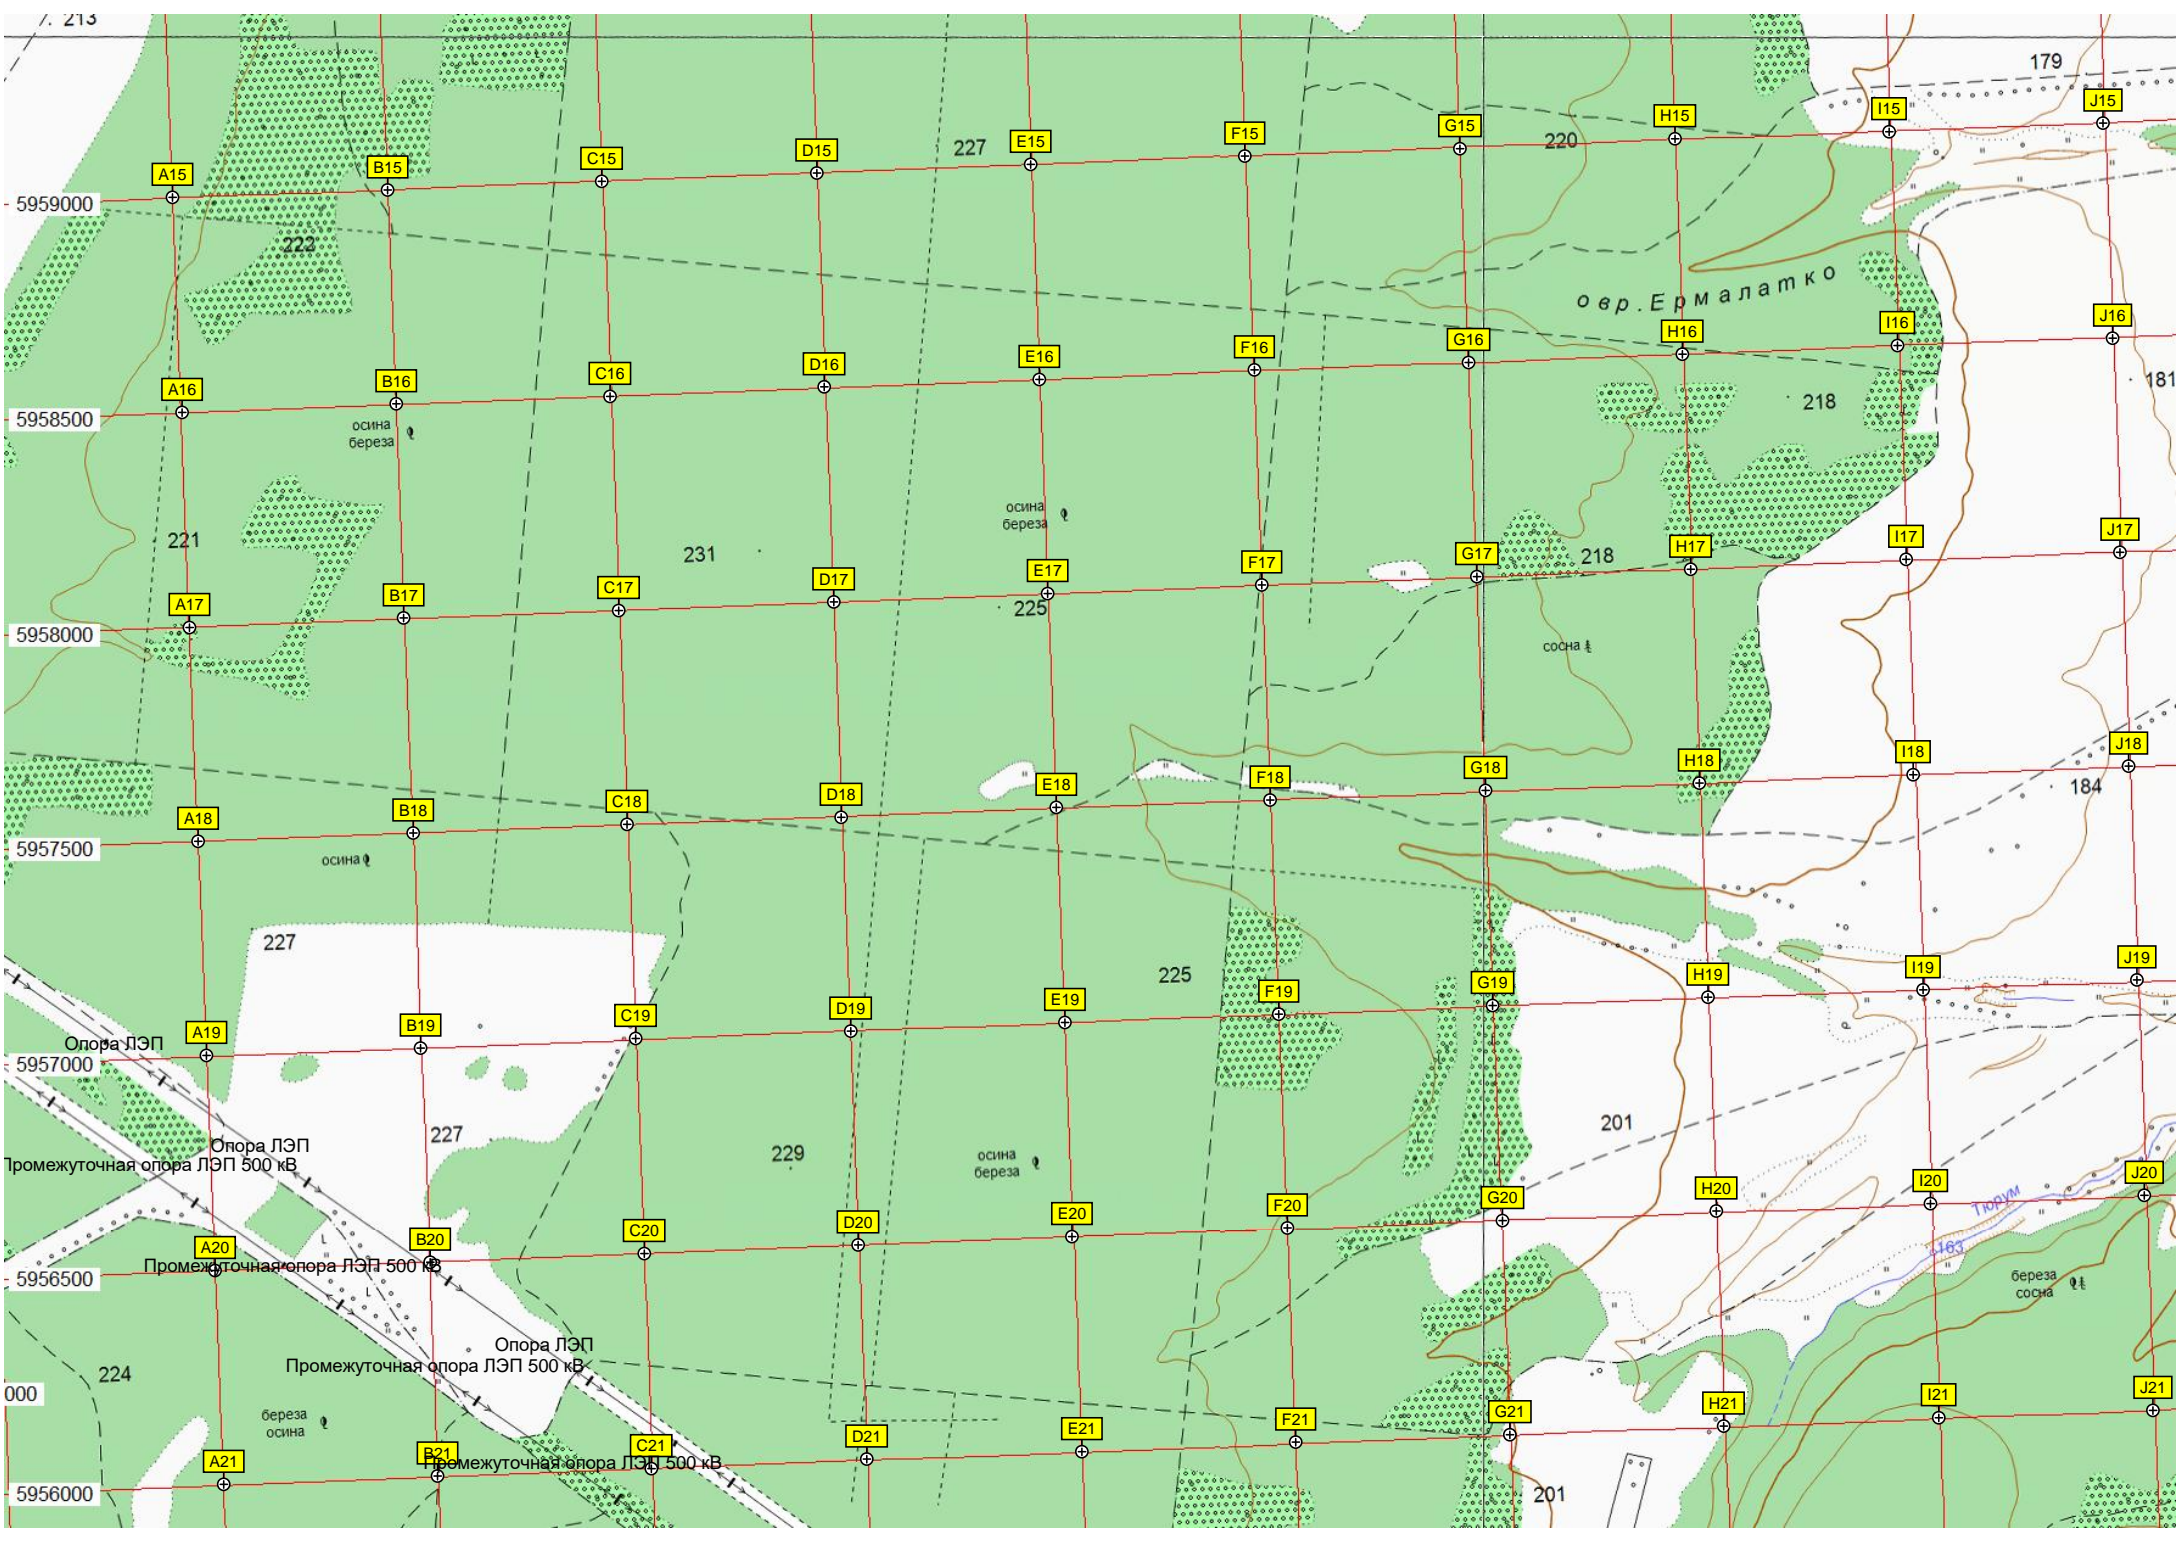 213
179
J15
I15
H15
G15
220
F15
E15
227
D15
C15
B15
A15
5959000
222
овр. Ермалатко
J16
I16
H16
G16
F16
E16
D16
C16
B16
A16
181
218
5958500
осина
береза
осина
береза
221
231
J17
I17
H17
218
G17
F17
E17
D17
C17
B17
A17
225
5958000
сосна
J18
I18
H18
G18
F18
E18
D18
C18
B18
A18
184
5957500
осина
227
225
J19
I19
H19
G19
F19
E19
D19
C19
B19
A19
Опора ЛЭП
5957000
201
227
Опора ЛЭП
Промежуточная опора ЛЭП 500 кВ
229
осина
береза
J20
I20
H20
G20
F20
E20
D20
C20
B20
A20
Тюрум
163
Промежуточная опора ЛЭП 500 кВ
5956500
береза
сосна
Опора ЛЭП
Промежуточная опора ЛЭП 500 кВ
224
000
береза
осина
J21
I21
H21
G21
F21
E21
D21
C21
B21
A21
Промежуточная опора ЛЭП 500 кВ
5956000
201